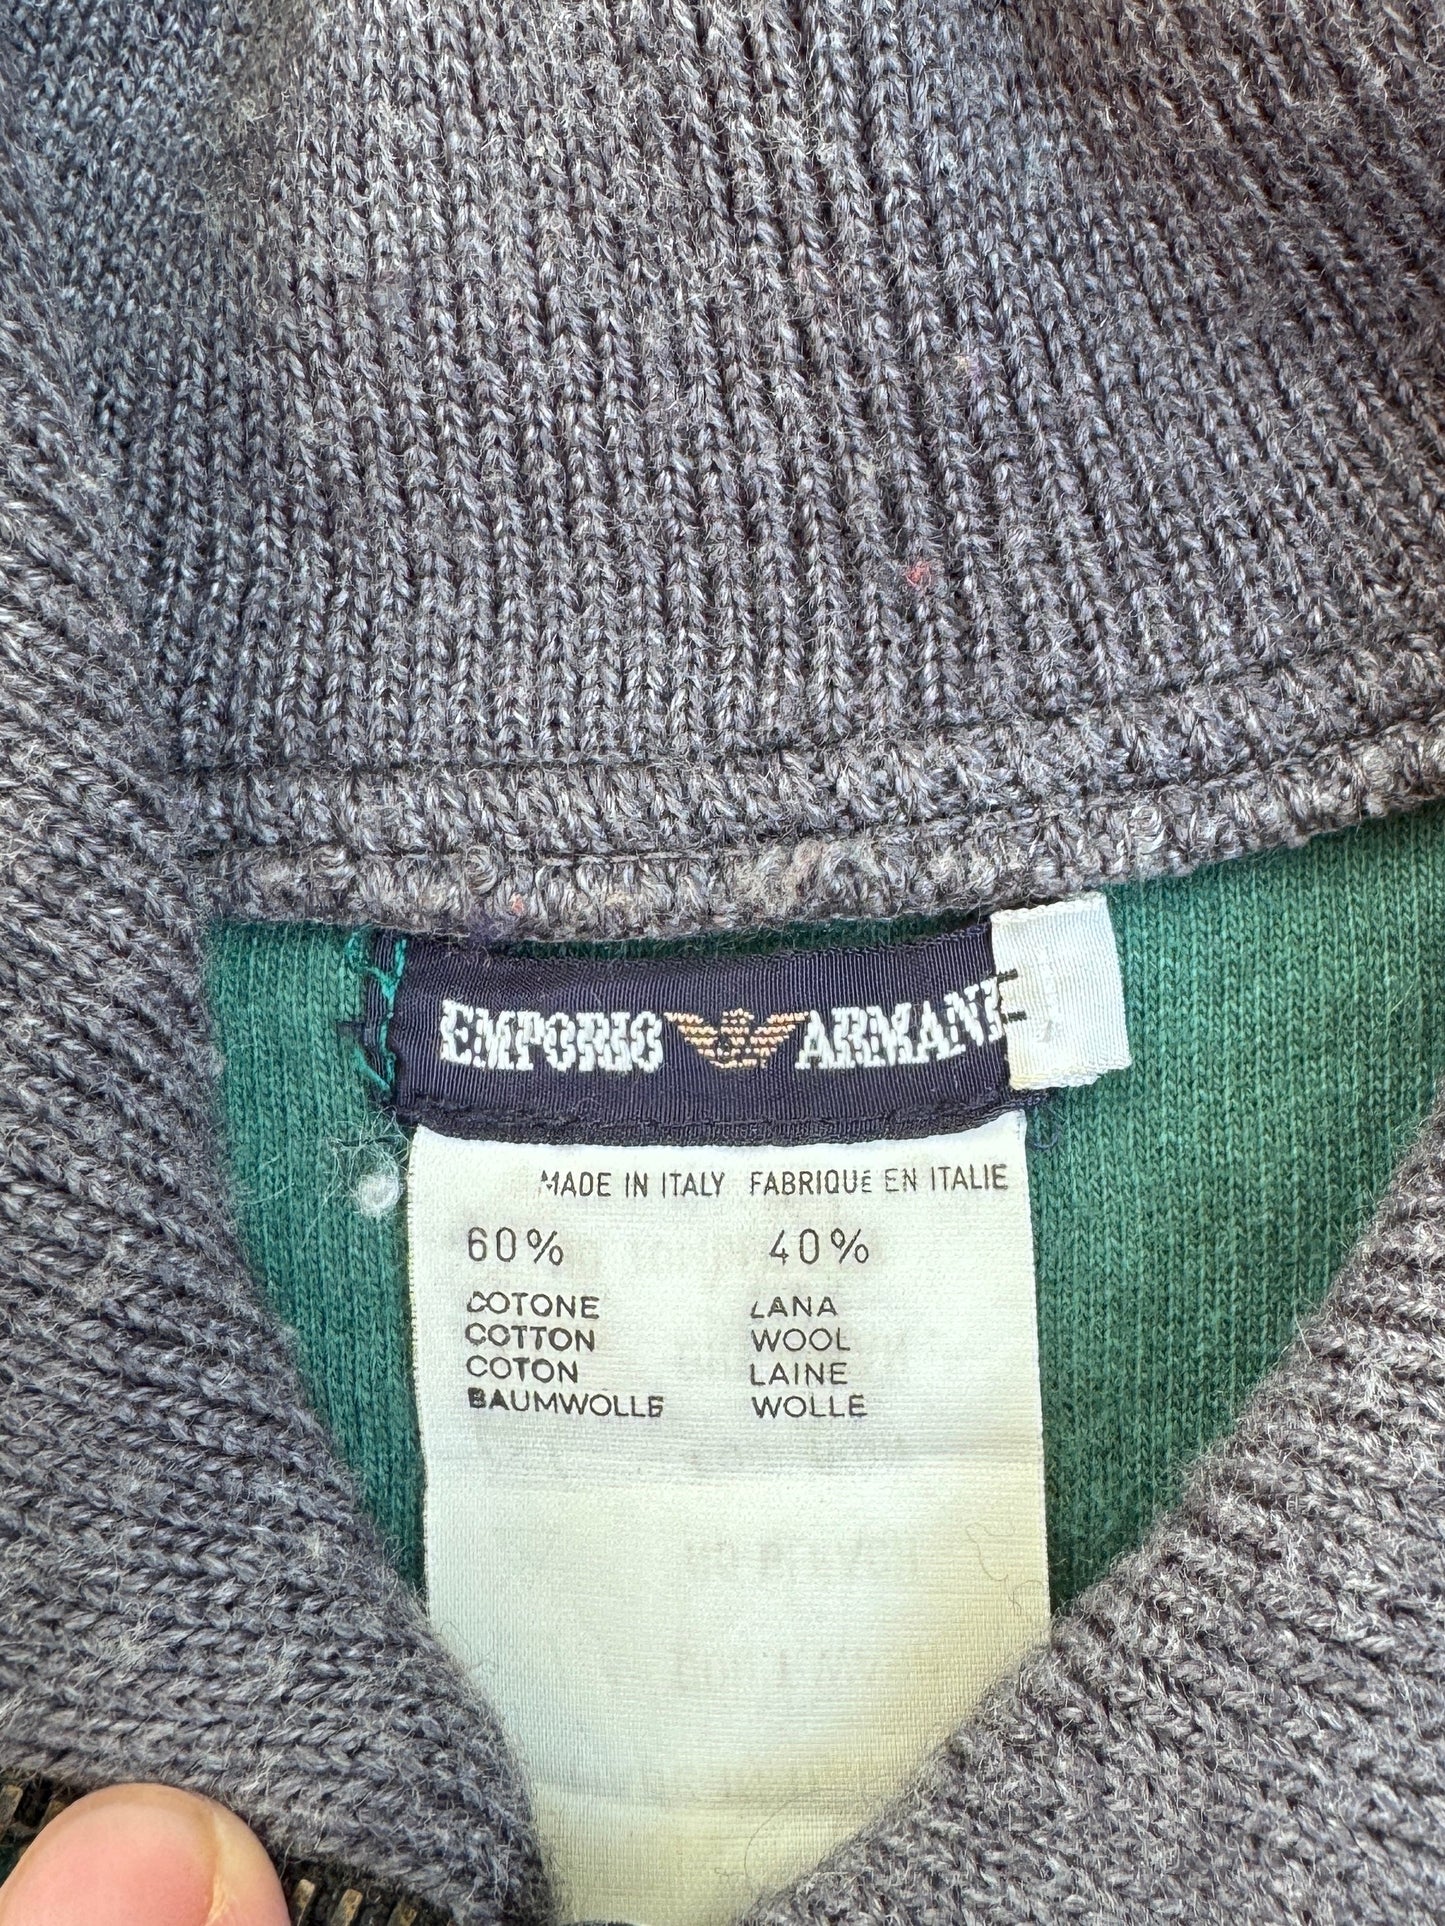 EMPORIO ARMANI
MADE IN ITALY FABRIQUE EN ITALIE
60% 40%
COTONE LANA
COTTON WOOL
COTON LAINE
BAUMWOLLE WOLLE